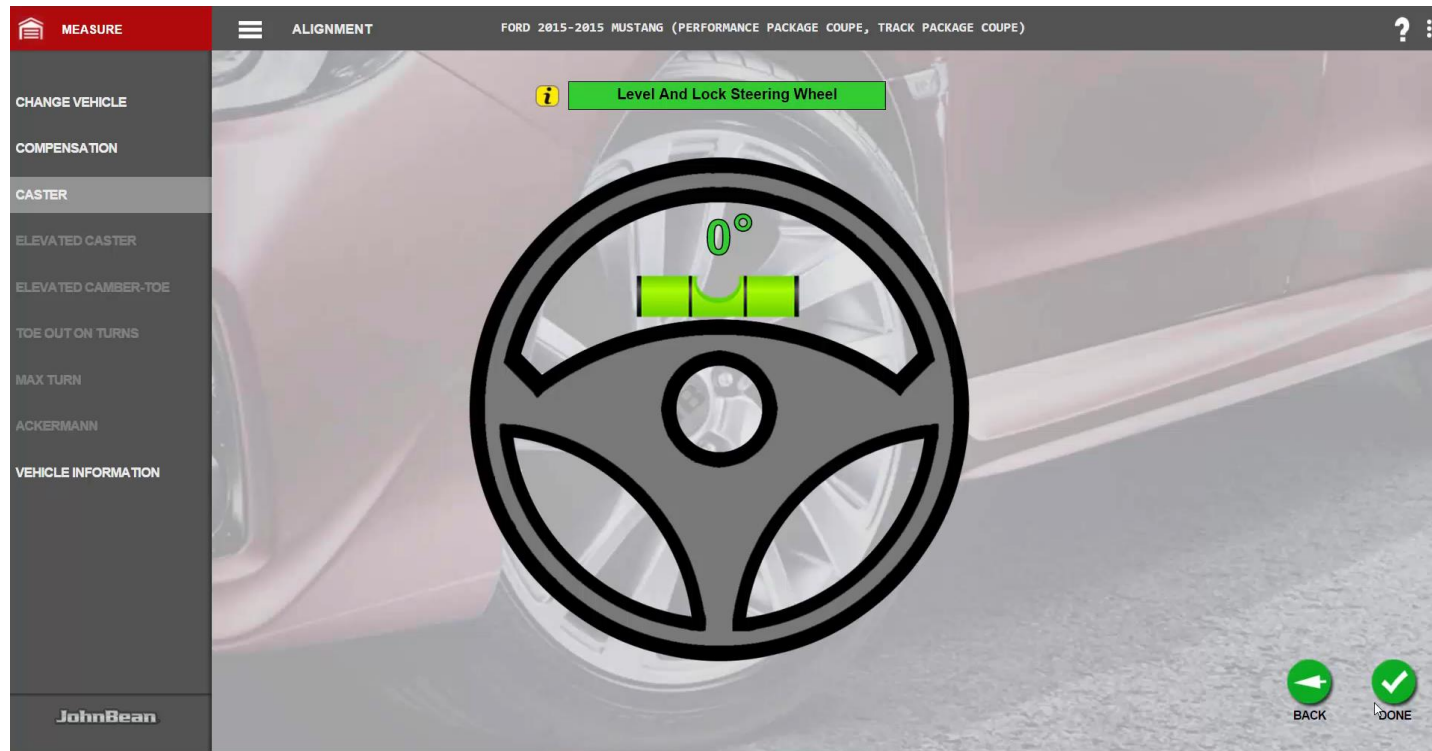 MEASURE
ALIGNMENT
FORD 2015-2015 MUSTANG (PERFORMANCE PACKAGE COUPE, TRACK PACKAGE COUPE)
?
CHANGE VEHICLE
COMPENSATION
CASTER
ELEVATED CASTER
ELEVATED CAMBER-TOE
TOE OUT ON TURNS
MAX TURN
ACKERMANN
VEHICLE INFORMATION
JohnBean
i
Level And Lock Steering Wheel
0°
BACK
DONE